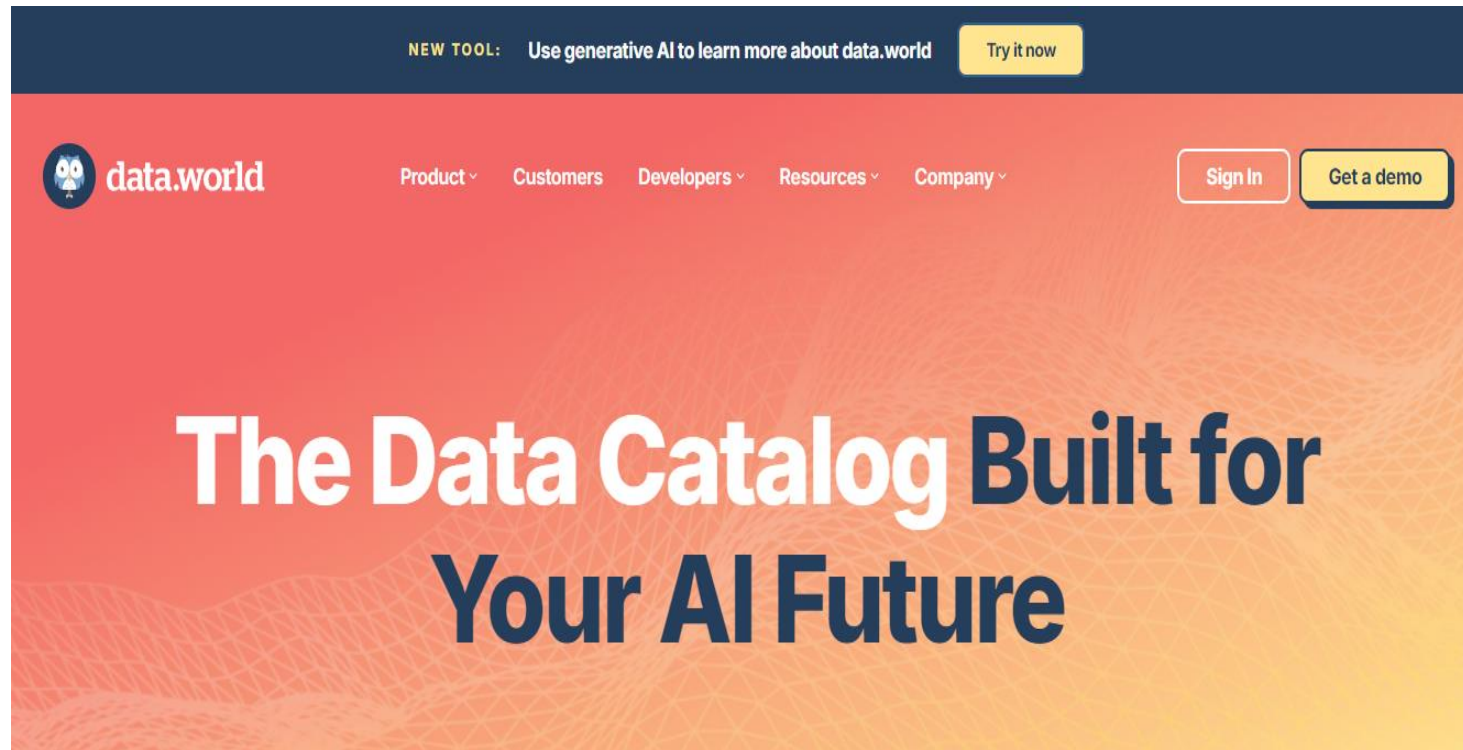 NEW TOOL: Use generative AI to learn more about data.world Try it now
data.world Product Customers Developers Resources Company Sign In Get a demo
The Data Catalog Built for
Your AI Future